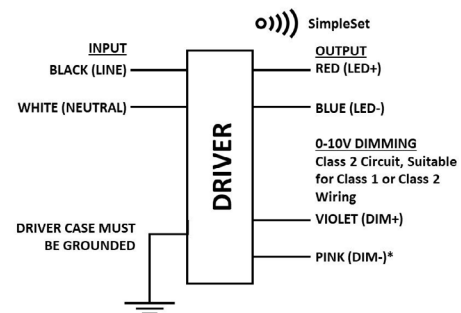 SimpleSet
INPUT
BLACK (LINE)
WHITE (NEUTRAL)
DRIVER CASE MUST
BE GROUNDED
DRIVER
OUTPUT
RED (LED+)
BLUE (LED-)
0-10V DIMMING
Class 2 Circuit, Suitable
for Class 1 or Class 2
Wiring
VIOLET (DIM+)
PINK (DIM-)*